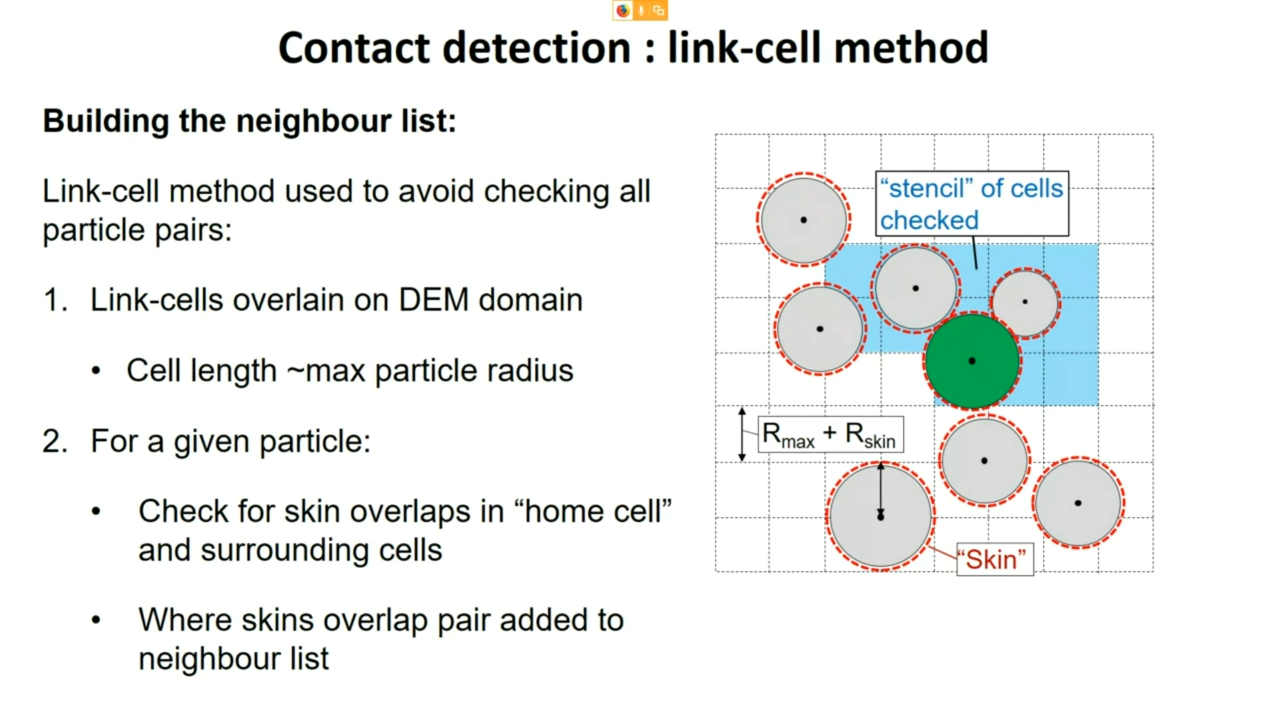 Contact detection : link-cell method
Building the neighbour list:
Link-cell method used to avoid checking all
particle pairs:
1. Link-cells overlain on DEM domain
• Cell length ~max particle radius
2. For a given particle:
• Check for skin overlaps in “home cell”
and surrounding cells
• Where skins overlap pair added to
neighbour list
“stencil” of cells
checked
Rmax + Rskin
“Skin”